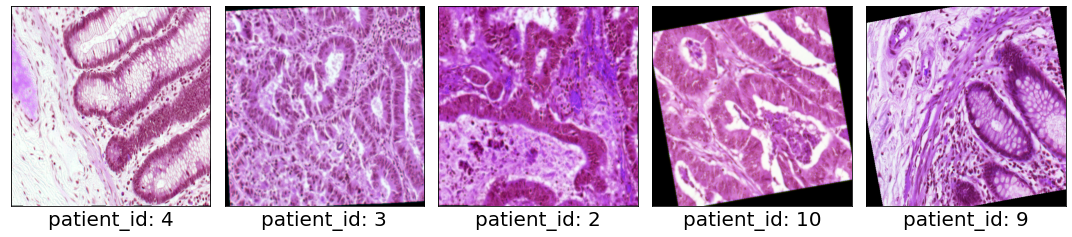 patient_id: 4
patient_id: 3
patient_id: 2
patient_id: 10
patient_id: 9